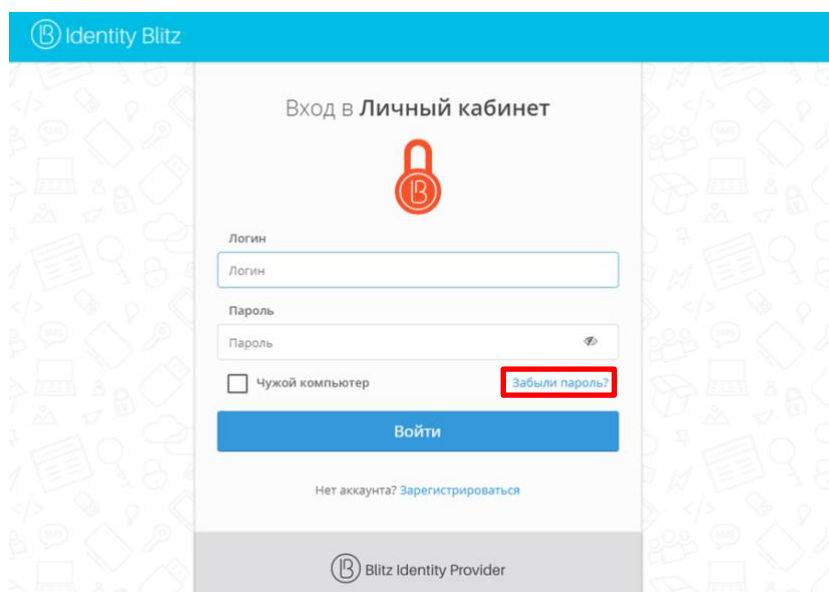 Identity Blitz
Вход в Личный кабинет
Логин
Логин
Пароль
Пароль
Чужой компьютер
Забыли пароль?
Войти
Нет аккаунта? Зарегистрироваться
Blitz Identity Provider